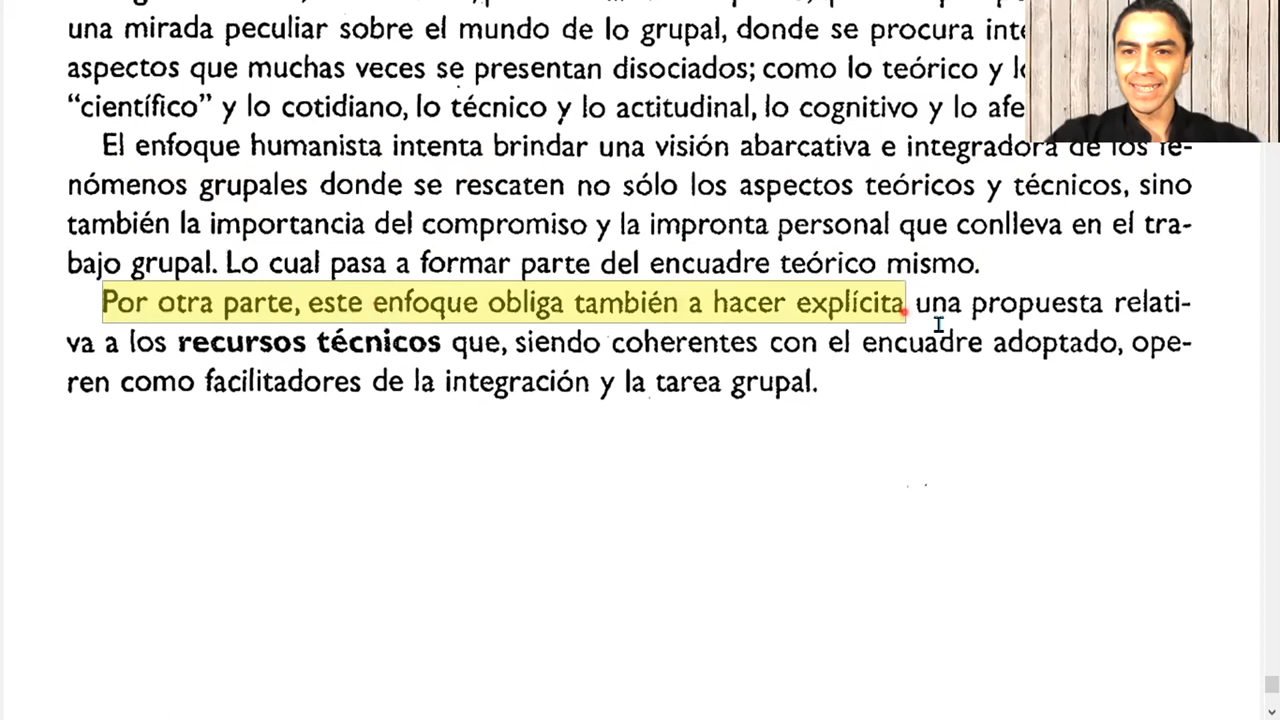 una mirada peculiar sobre el mundo de lo grupal, donde se procura
aspectos que muchas veces se presentan disociados; como lo teórico y
“científico” y lo cotidiano, lo técnico y lo actitudinal, lo cognitivo y lo
El enfoque humanista intenta brindar una visión abarcativa e integradora de los fe-
nómenos grupales donde se rescaten no sólo los aspectos teóricos y técnicos, sino
también la importancia del compromiso y la impronta personal que conlleva en el tra-
bajo grupal. Lo cual pasa a formar parte del encuadre teórico mismo.
Por otra parte, este enfoque obliga también a hacer explícita una propuesta relati-
va a los recursos técnicos que, siendo coherentes con el encuadre adoptado, ope-
ren como facilitadores de la integración y la tarea grupal.